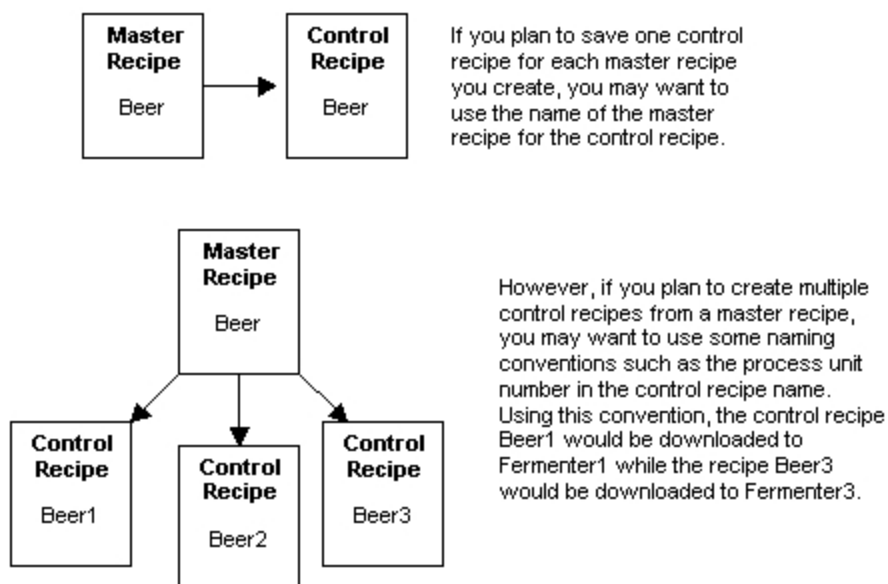 Master
Recipe
Beer
Control
Recipe
Beer
If you plan to save one control
recipe for each master recipe
you create, you may want to
use the name of the master
recipe for the control recipe.
Master
Recipe
Beer
Control
Recipe
Beer1
Control
Recipe
Beer2
Control
Recipe
Beer3
However, if you plan to create multiple
control recipes from a master recipe,
you may want to use some naming
conventions such as the process unit
number in the control recipe name.
Using this convention, the control recipe
Beer1 would be downloaded to
Fermenter1 while the recipe Beer3
would be downloaded to Fermenter3.